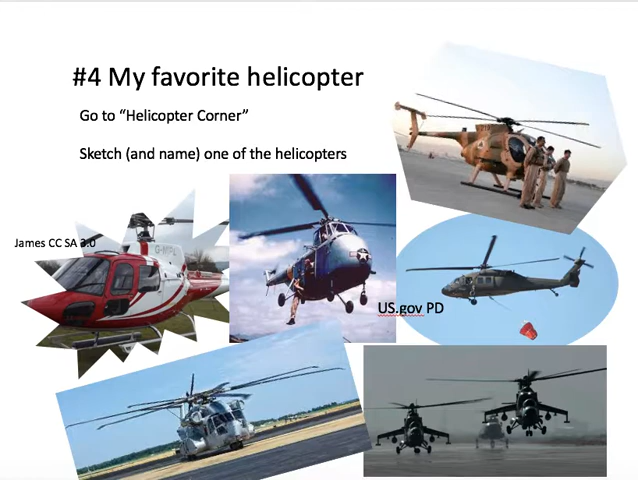 #4 My favorite helicopter
Go to “Helicopter Corner”
Sketch (and name) one of the helicopters
James CC SA 3.0
US.gov PD